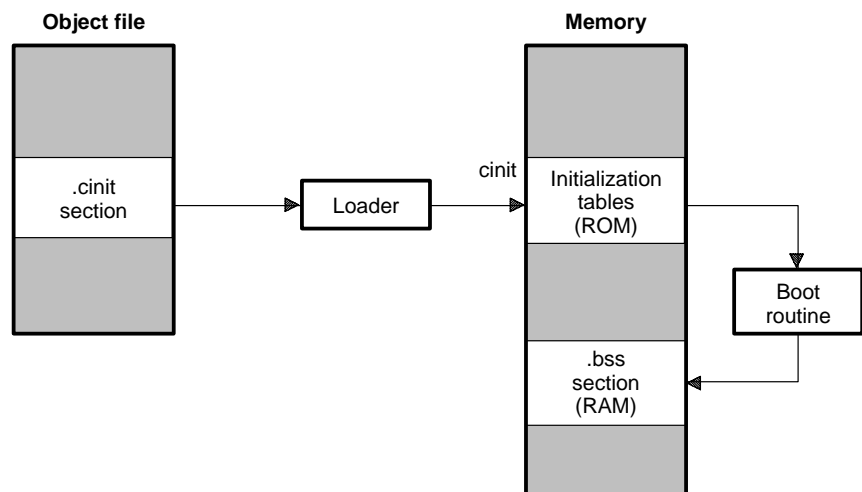 Object file
Memory
.cinit
section
Loader
cinit
Initialization
tables
(ROM)
Boot
routine
.bss
section
(RAM)